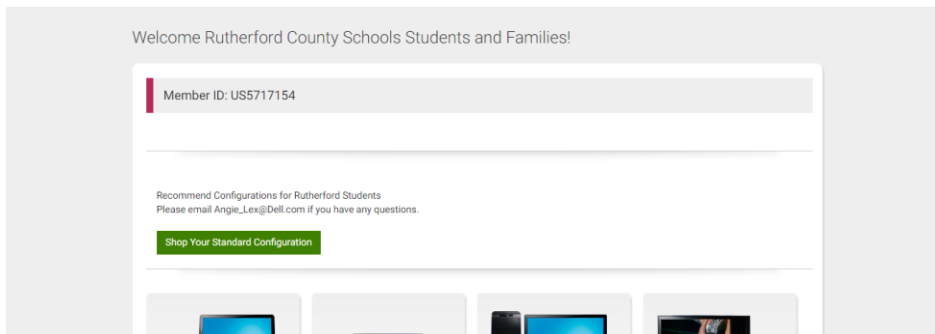 Welcome Rutherford County Schools Students and Families!
Member ID: US5717154
Recommend Configurations for Rutherford Students
Please email Angie_Lex@Dell.com if you have any questions.
Shop Your Standard Configuration